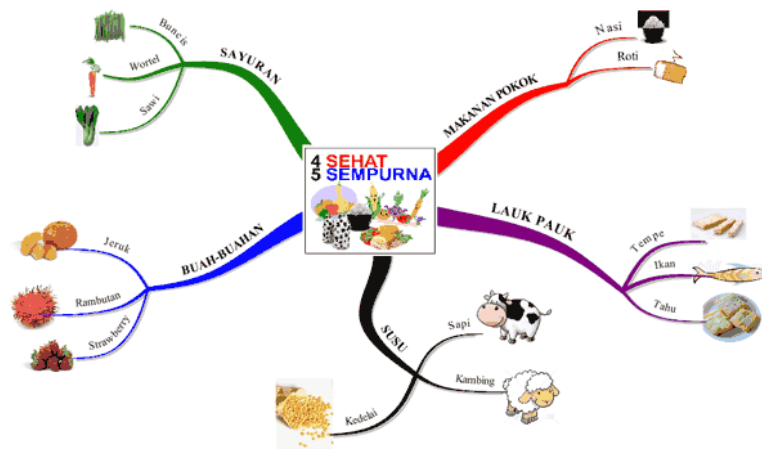 4 SEHAT
5 SEMPURNA
MAKANAN POKOK
Nasi
Roti
LAUK PAUK
Tempe
Ikan
Tahu
SUSU
Sapi
Kambing
Kedelai
BUAH-BUAHAN
Jeruk
Rambutan
Strawberry
SAYURAN
Buncis
Wortel
Sawi